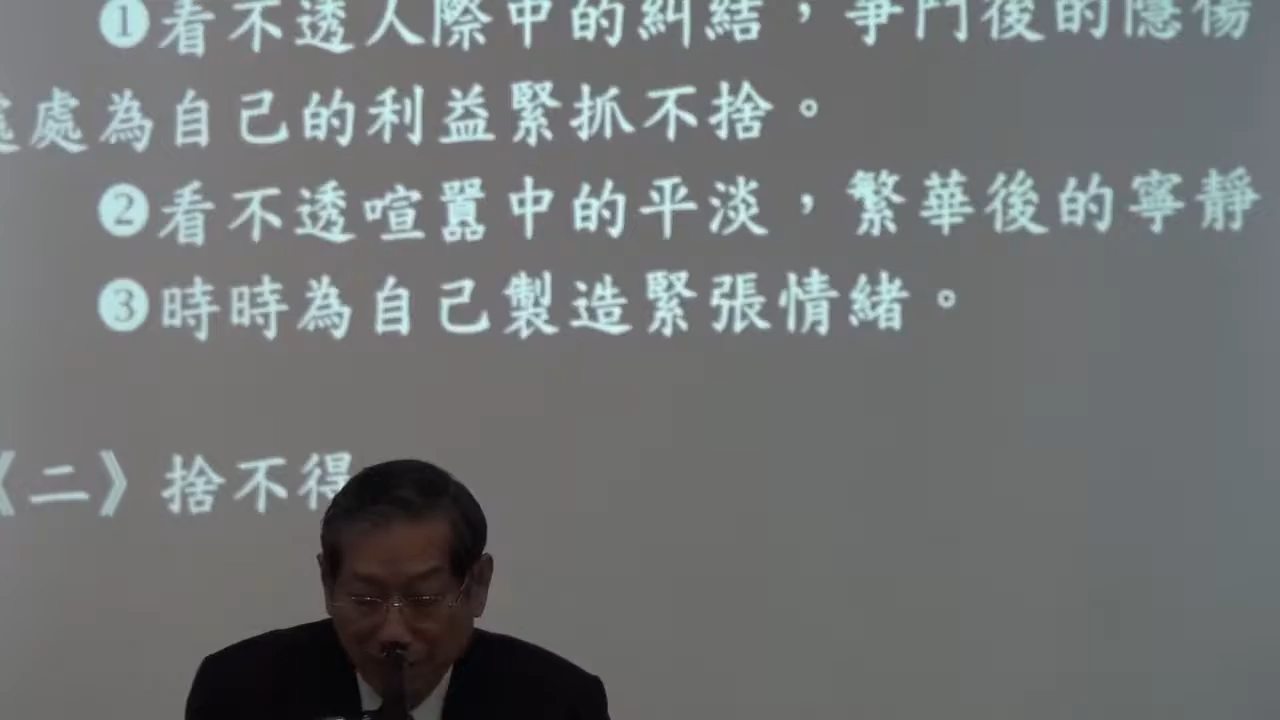 ❶看不透人際中的糾結，爭鬥後的隱傷
處處為自己的利益緊抓不捨。
❷看不透喧囂中的平淡，繁華後的寧靜
❸時時為自己製造緊張情緒。
《二》捨不得